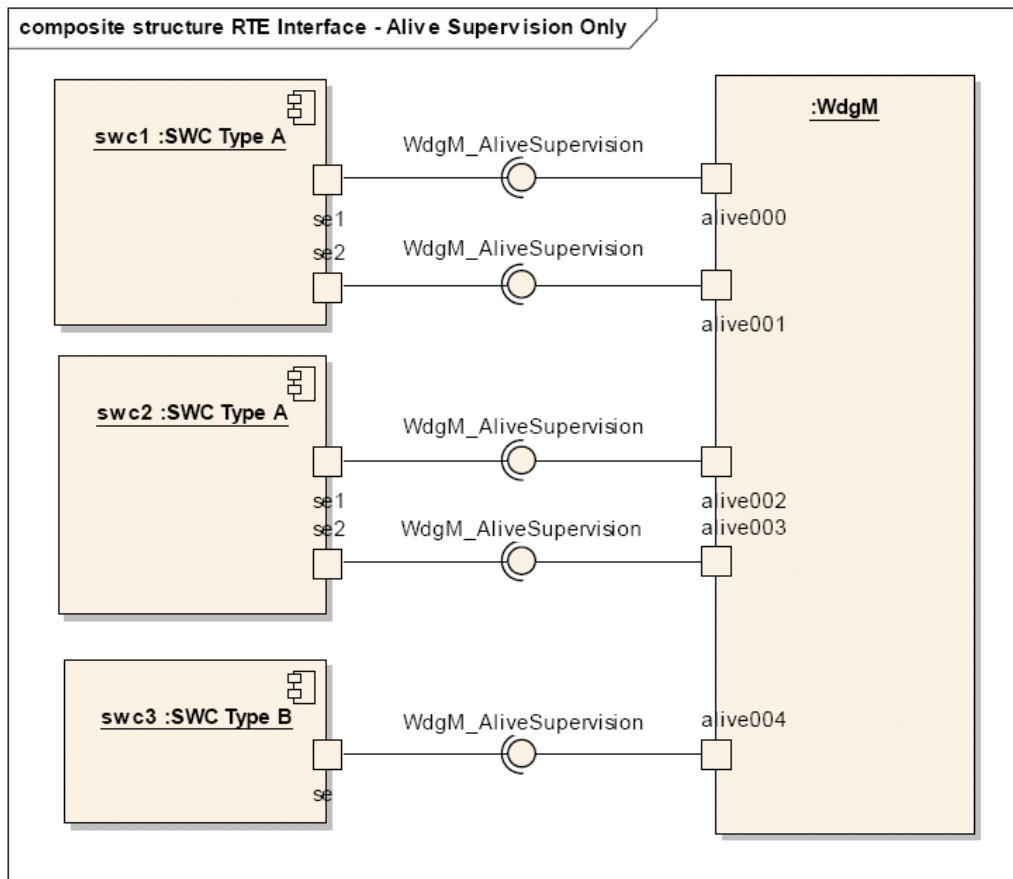 composite structure RTE Interface - Alive Supervision Only
:WdgM
swc1 :SWC Type A
WdgM_AliveSupervision
se1
alive000
se2
WdgM_AliveSupervision
alive001
swc2 :SWC Type A
WdgM_AliveSupervision
se1
alive002
se2
WdgM_AliveSupervision
alive003
swc3 :SWC Type B
WdgM_AliveSupervision
alive004
se